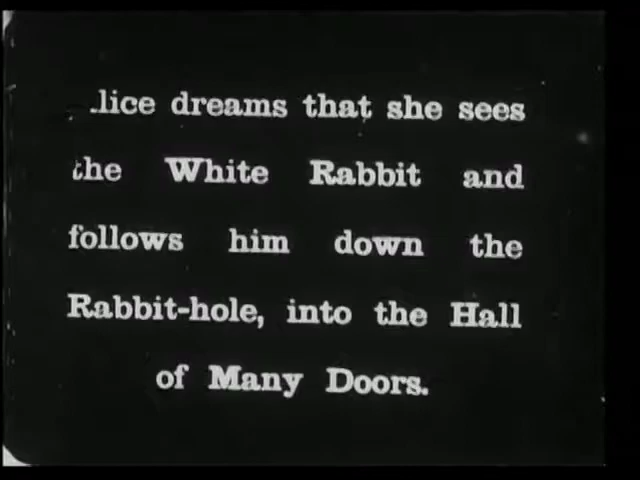 .lice dreams that she sees
the White Rabbit and
follows him down the
Rabbit-hole, into the Hall
of Many Doors.